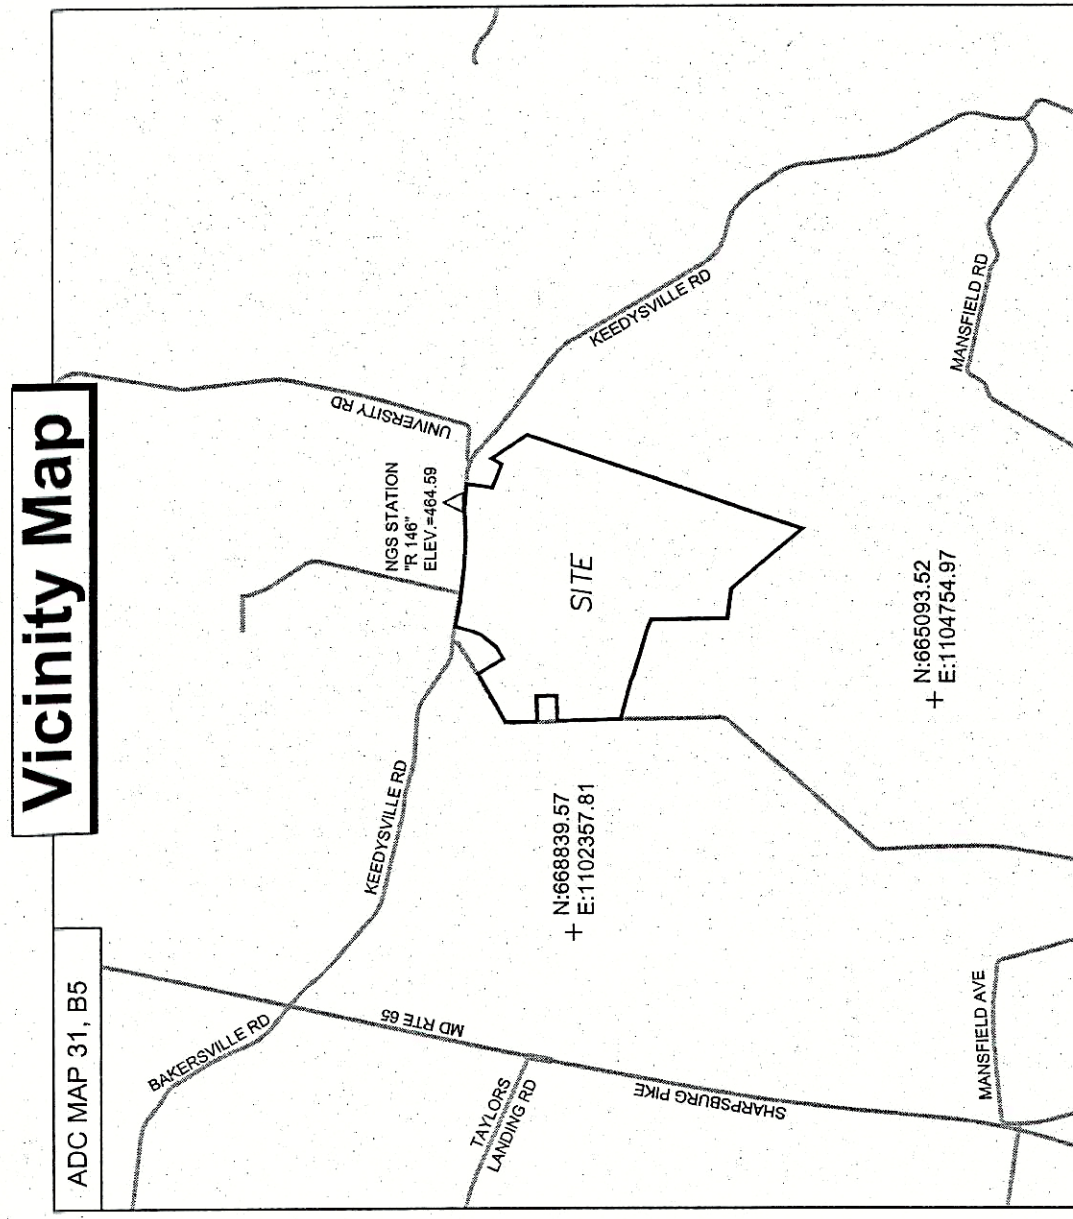 Vicinity Map
ADC MAP 31, B5
BAKERSVILLE RD
KEEDYSVILLE RD
UNIVERSITY RD
NGS STATION
"R 146"
ELEV.=464.59
MD RTE 65
TAYLORS
LANDING RD
SHARPSBURG PIKE
SITE
KEEDYSVILLE RD
N:668839.57
E:1102357.81
N:665093.52
E:1104754.97
MANSFIELD AVE
MANSFIELD RD